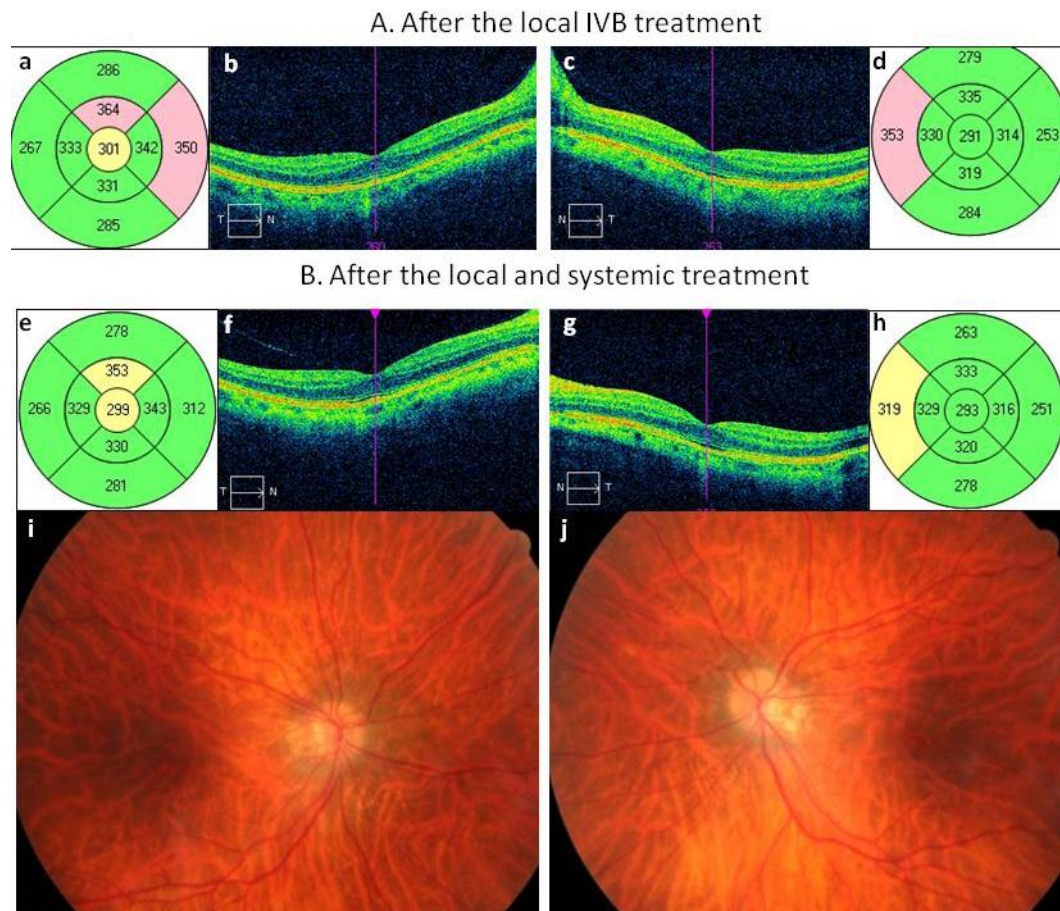 A. After the local IVB treatment
a
286
364
267 333 301 342 350
331
285
b
T N
260
c
N T
253
d
279
335
353 330 291 314 253
319
284
B. After the local and systemic treatment
e
278
353
266 329 299 343 312
330
281
f
T N
g
N T
h
263
333
319 329 293 316 251
320
278
i
j